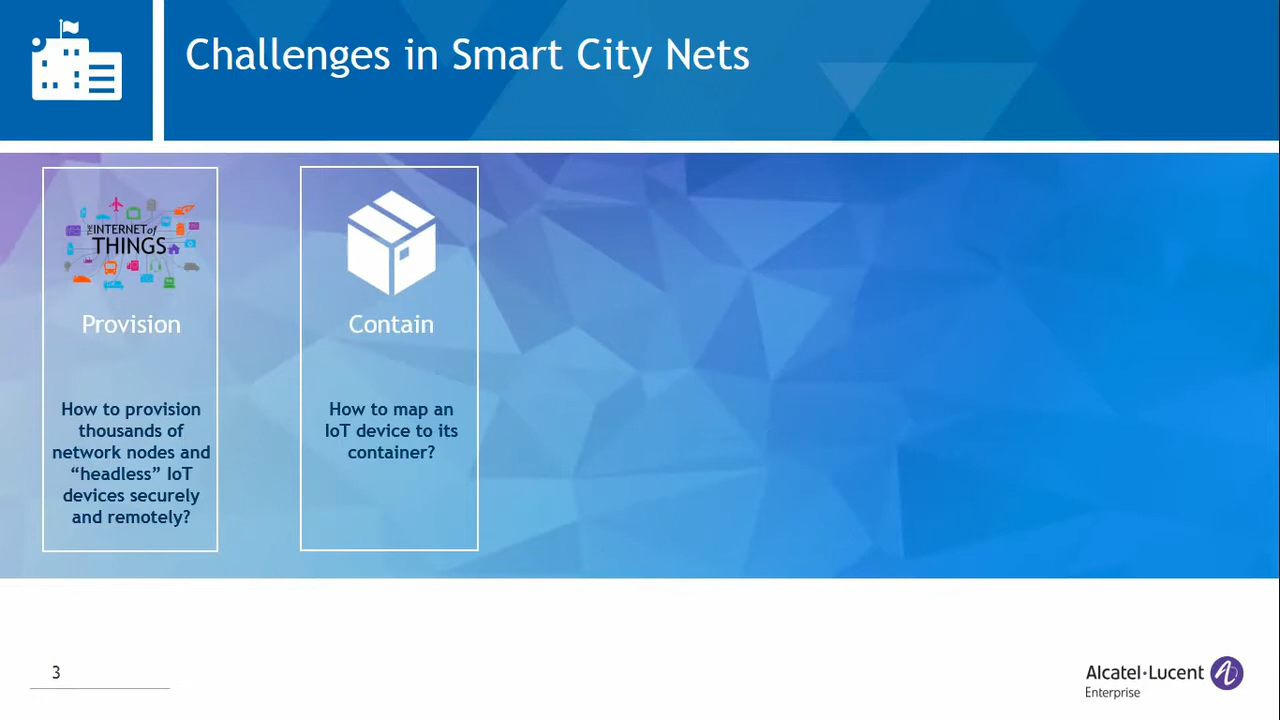 Challenges in Smart City Nets
THE INTERNET of
THINGS
Provision
How to provision
thousands of
network nodes and
“headless” IoT
devices securely
and remotely?
Contain
How to map an
IoT device to its
container?
3
Alcatel·Lucent
Enterprise